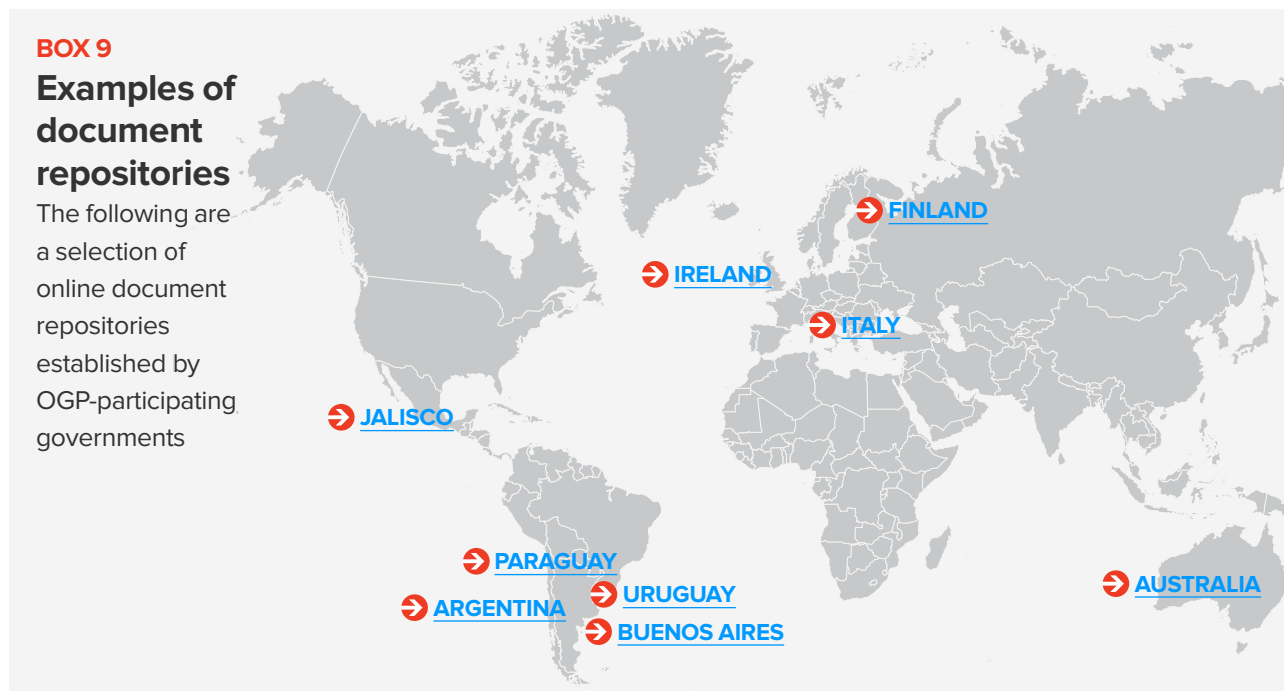 BOX 9
Examples of
document
repositories
The following are
a selection of
online document
repositories
established by
OGP-participating
governments
FINLAND
IRELAND
ITALY
JALISCO
PARAGUAY
ARGENTINA
URUGUAY
BUENOS AIRES
AUSTRALIA